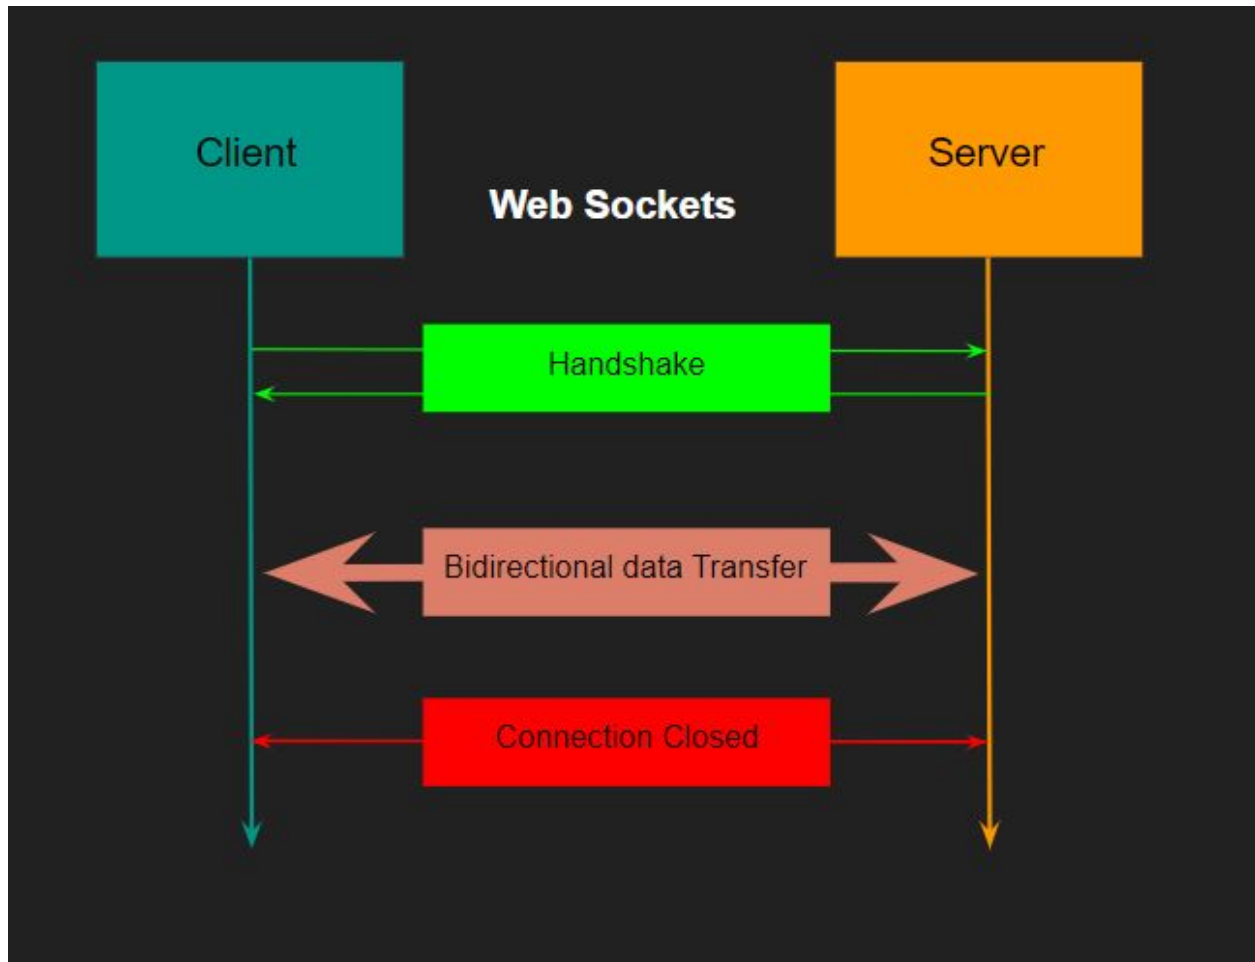 Client
Server
Web Sockets
Handshake
Bidirectional data Transfer
Connection Closed